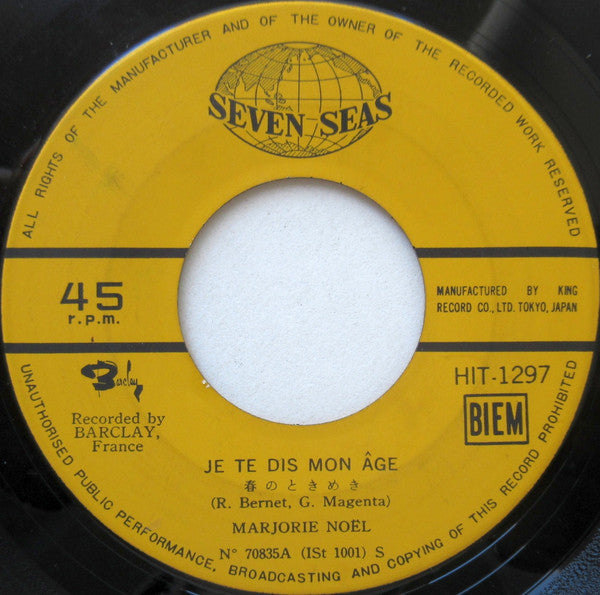 ALL RIGHTS OF THE MANUFACTURER AND OF THE OWNER OF THE RECORDED WORK RESERVED
SEVEN SEAS
45
r.p.m.
MANUFACTURED BY KING
RECORD CO., LTD. TOKYO, JAPAN
Barclay
Recorded by
BARCLAY,
France
HIT-1297
BIEM
JE TE DIS MON ÂGE
春のときめき
(R. Bernet, G. Magenta)
MARJORIE NOËL
N° 70835A (ISt 1001) S
UNAUTHORISED PUBLIC PERFORMANCE, BROADCASTING AND COPYING OF THIS RECORD PROHIBITED